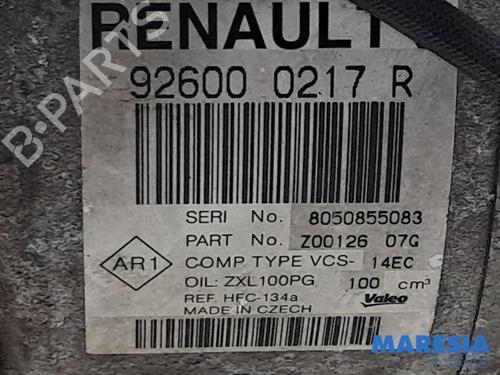 RENAULT
92600 0217 R
SERI No. 8050855083
PART No. Z00126 07G
AR1
COMP TYPE VCS- 14EC
OIL: ZXL100PG 100 cm³
REF. HFC-134a
Valeo
MADE IN CZECH
B-PARTS
MARESIA